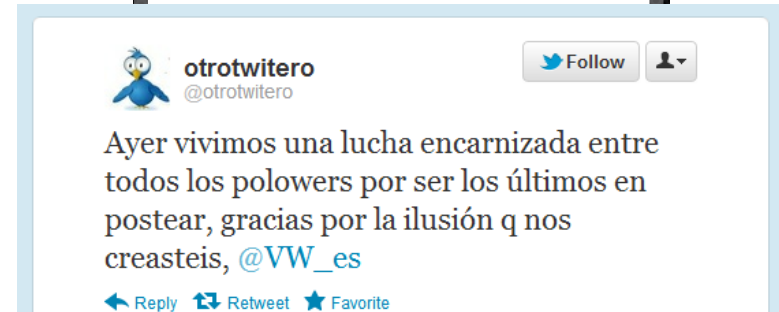 otrotwitero
@otrotwitero
Follow
Ayer vivimos una lucha encarnizada entre
todos los polowers por ser los últimos en
postear, gracias por la ilusión q nos
creasteis, @VW_es
Reply Retweet Favorite